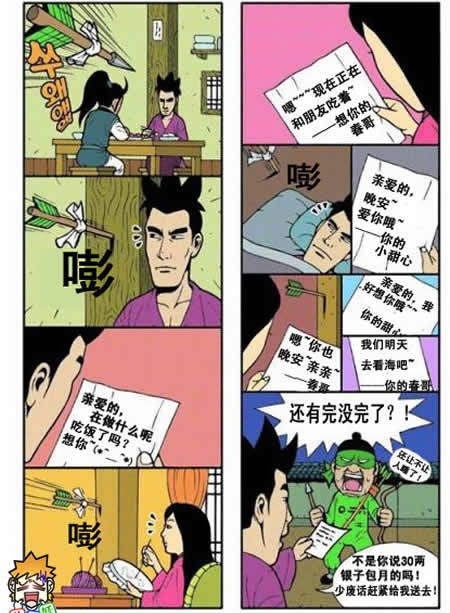 嘭
亲爱的,
在做什么呢
吃饭了吗?
想你~(*⌒_⌒*)
嘭
嗯~~~现在正在
和朋友吃着~
——想你的
春哥
嘭
亲爱的,
晚安~
爱你哦~
——你的
小甜心
嗯~你也
晚安~亲亲~
——春哥
亲爱的,我
好想你哦~
你的甜心
我们明天
去看海吧~
——你的春哥
还有完没完了?!
还让不让
人睡了!
不是你说30两
银子包月的吗!
少废话赶紧给我送去!